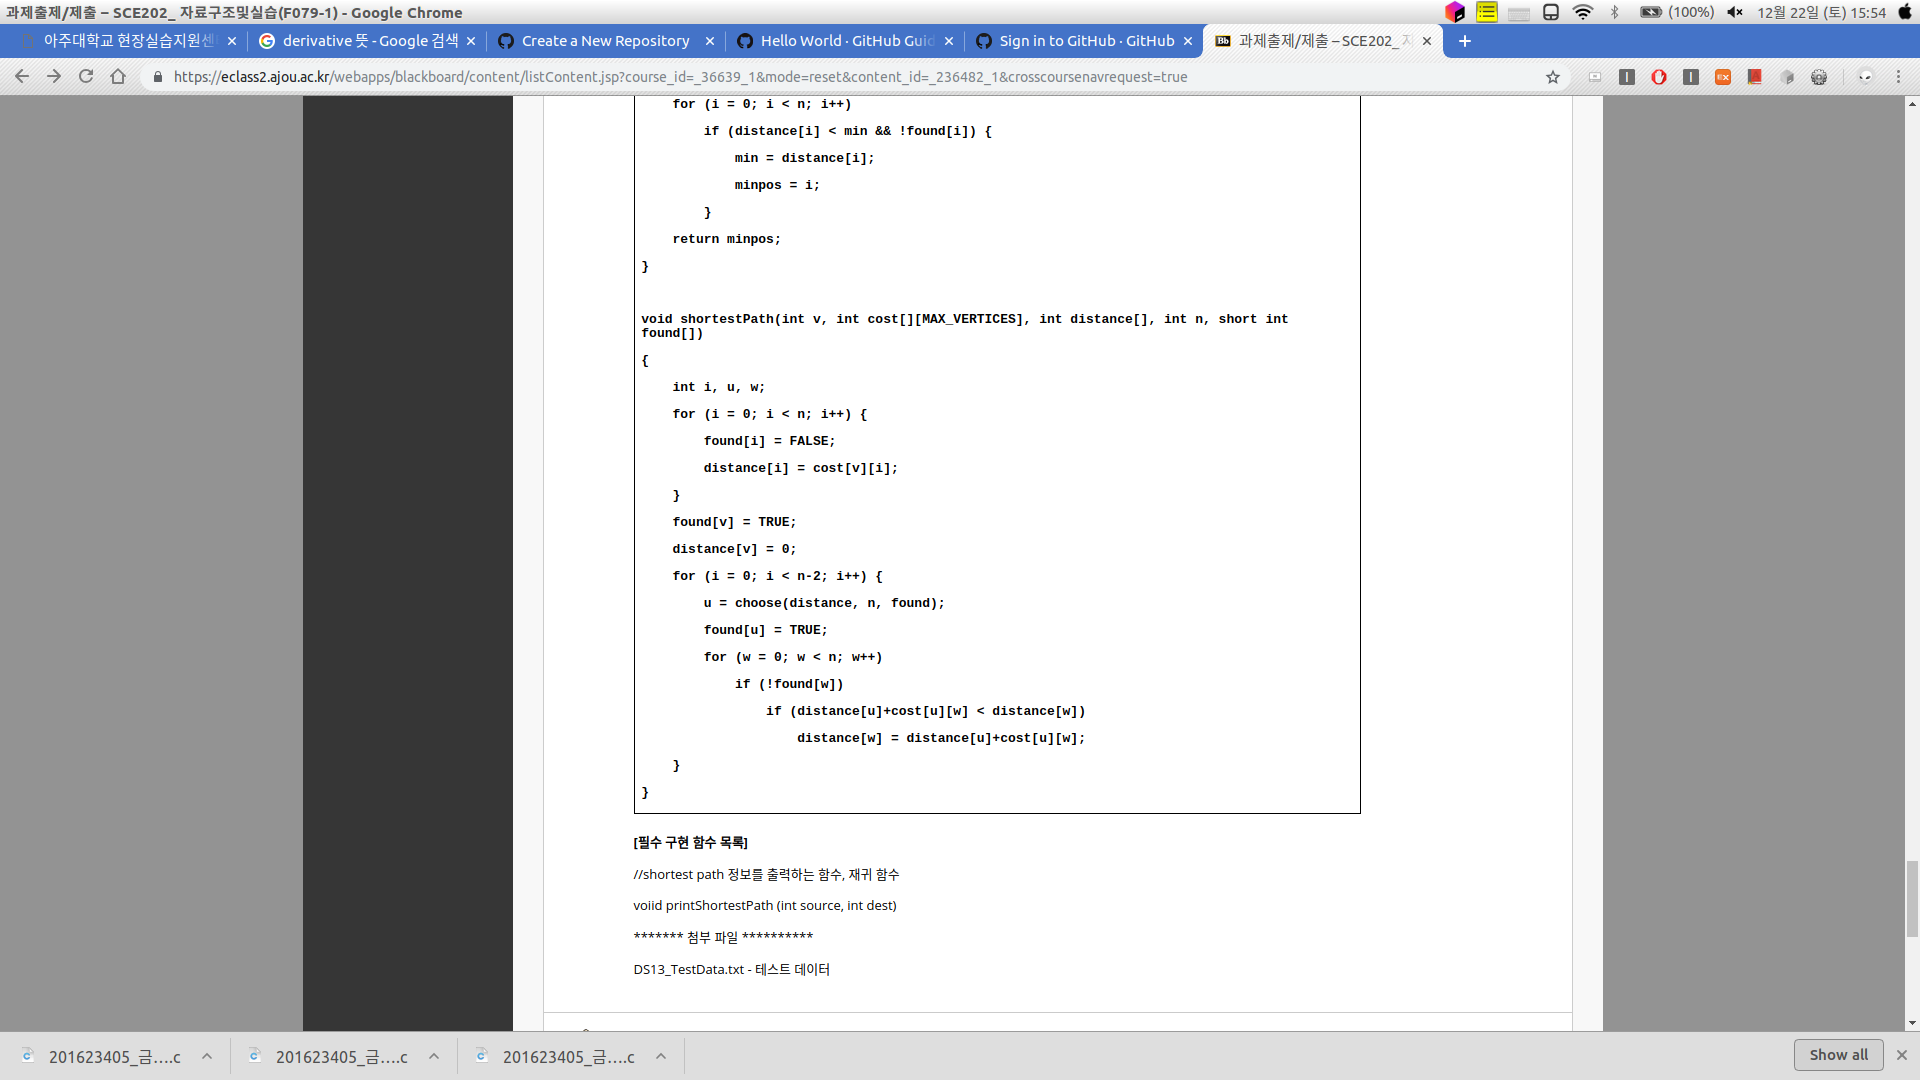 과제출제/제출 – SCE202_ 자료구조및실습(F079-1) - Google Chrome
(100%)
12월 22일 (토) 15:54
아주대학교 현장실습지원센
derivative 뜻 - Google 검색
Create a New Repository
Hello World · GitHub Guid
Sign in to GitHub · GitHub
과제출제/제출 – SCE202_ 자
https://eclass2.ajou.ac.kr/webapps/blackboard/content/listContent.jsp?course_id=_36639_1&mode=reset&content_id=_236482_1&crosscoursenavrequest=true
for (i = 0; i < n; i++)
if (distance[i] < min && !found[i]) {
min = distance[i];
minpos = i;
}
return minpos;
}
void shortestPath(int v, int cost[][MAX_VERTICES], int distance[], int n, short int
found[])
{
int i, u, w;
for (i = 0; i < n; i++) {
found[i] = FALSE;
distance[i] = cost[v][i];
}
found[v] = TRUE;
distance[v] = 0;
for (i = 0; i < n-2; i++) {
u = choose(distance, n, found);
found[u] = TRUE;
for (w = 0; w < n; w++)
if (!found[w])
if (distance[u]+cost[u][w] < distance[w])
distance[w] = distance[u]+cost[u][w];
}
}
[필수 구현 함수 목록]
//shortest path 정보를 출력하는 함수, 재귀 함수
voiid printShortestPath (int source, int dest)
******* 첨부 파일 **********
DS13_TestData.txt - 테스트 데이터
201623405_금….c
201623405_금….c
201623405_금….c
Show all